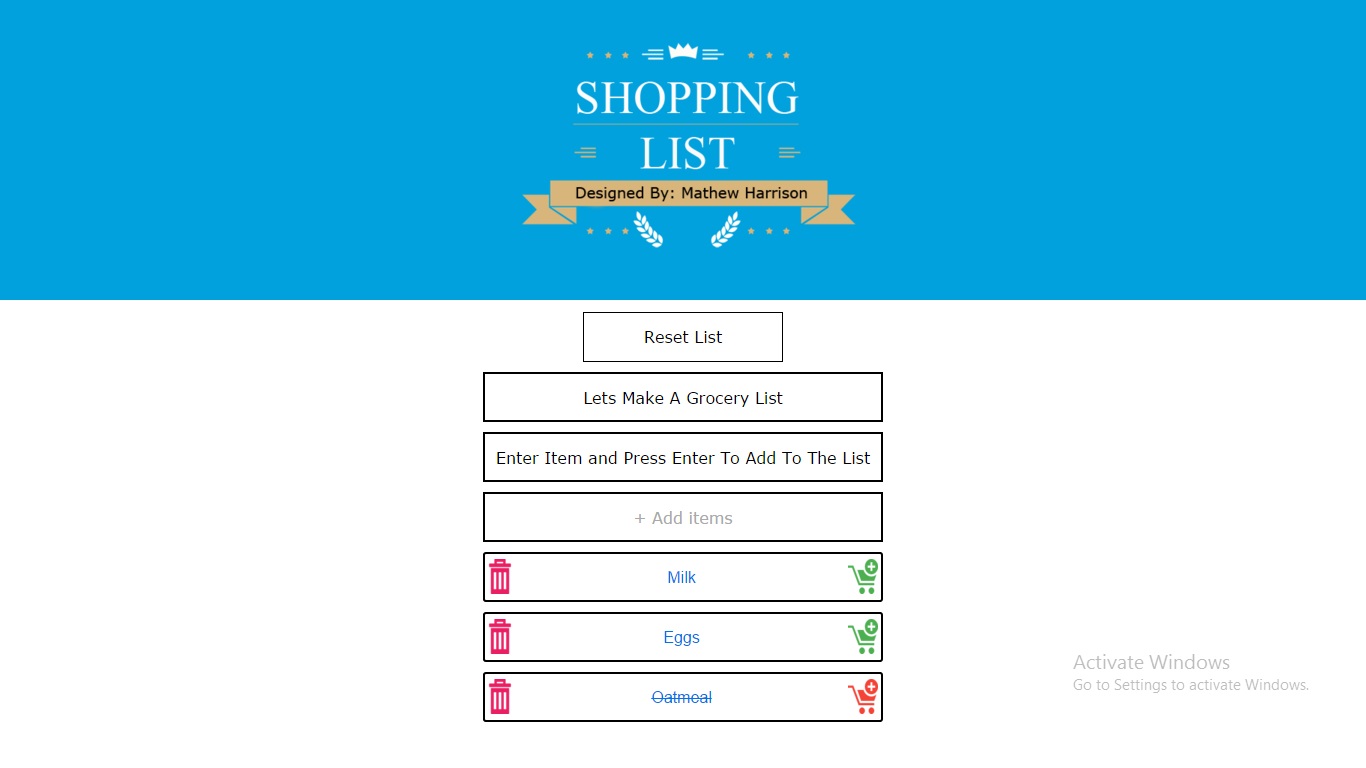 SHOPPING
LIST
Designed By: Mathew Harrison
Reset List
Lets Make A Grocery List
Enter Item and Press Enter To Add To The List
+ Add items
Milk
Eggs
Oatmeal
Activate Windows
Go to Settings to activate Windows.